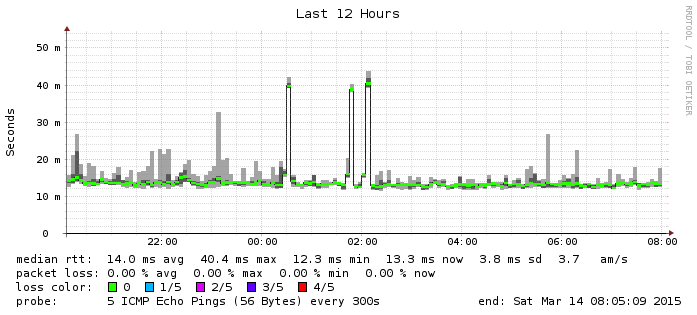 Last 12 Hours
RRDTOOL / TOBI OETIKER
Seconds
50 m
40 m
30 m
20 m
10 m
0
22:00 00:00 02:00 04:00 06:00 08:00
median rtt: 14.0 ms avg 40.4 ms max 12.3 ms min 13.3 ms now 3.8 ms sd 3.7 am/s
packet loss: 0.00 % avg 0.00 % max 0.00 % min 0.00 % now
loss color: 0 1/5 2/5 3/5 4/5
probe: 5 ICMP Echo Pings (56 Bytes) every 300s end: Sat Mar 14 08:05:09 2015